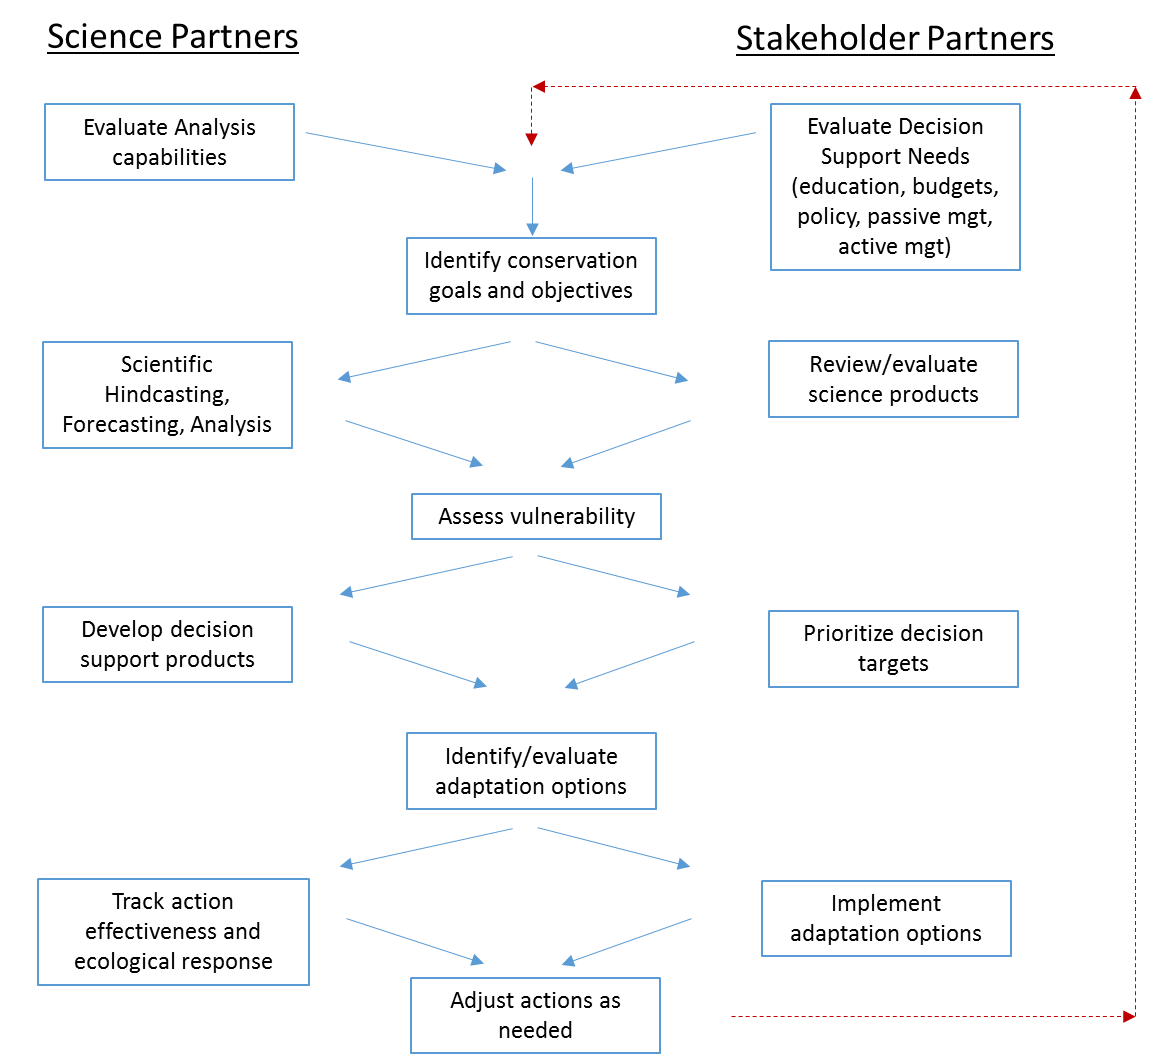 Science Partners
Stakeholder Partners
Evaluate Analysis
capabilities
Evaluate Decision
Support Needs
(education, budgets,
policy, passive mgt,
active mgt)
Identify conservation
goals and objectives
Scientific
Hindcasting,
Forecasting, Analysis
Review/evaluate
science products
Assess vulnerability
Develop decision
support products
Prioritize decision
targets
Identify/evaluate
adaptation options
Track action
effectiveness and
ecological response
Implement
adaptation options
Adjust actions as
needed